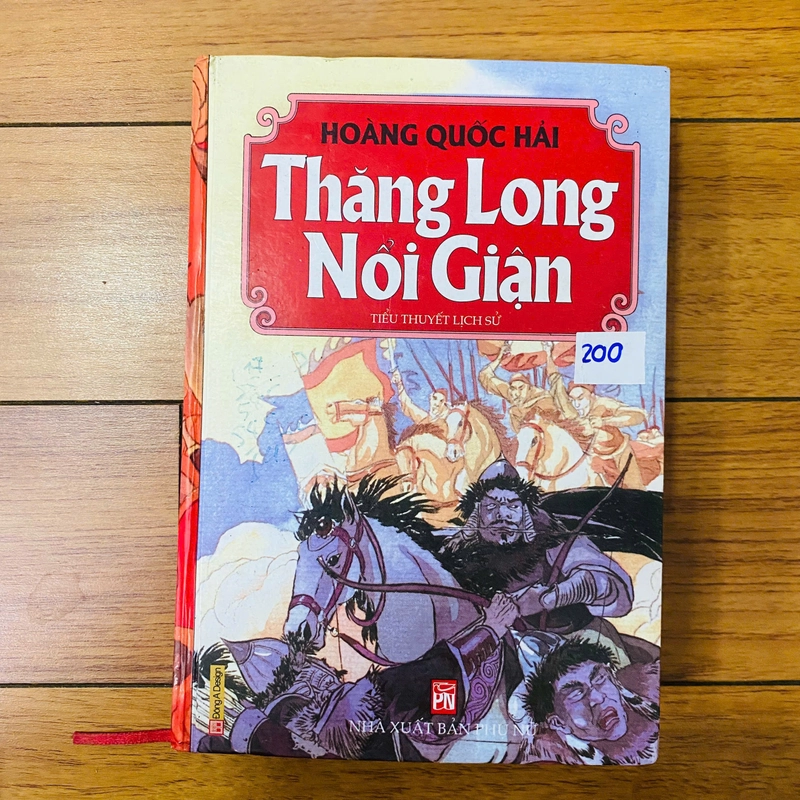 HOÀNG QUỐC HẢI
Thăng Long
Nổi Giận
TIỂU THUYẾT LỊCH SỬ
200
Đông A Design
PN
NHÀ XUẤT BẢN PHỤ NỮ